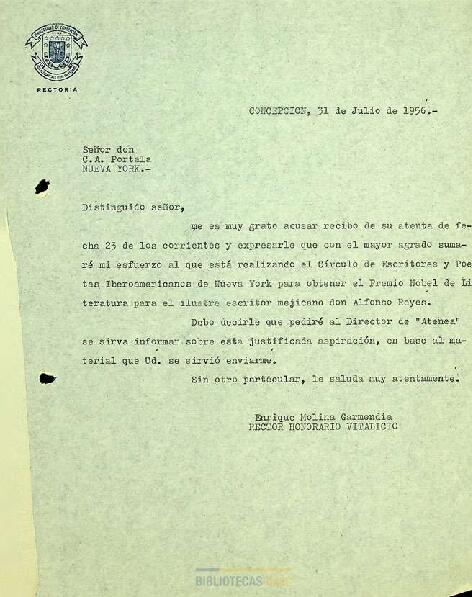 RECTORIA
CONCEPCION, 31 de Julio de 1956.-
Señor don
C.A. Portela
NUEVA YORK.-
Distinguido señor,
me es muy grato acusar recibo de su atenta de fe-
cha 23 de los corrientes y expresarle que con el mayor agrado suma-
ré mi esfuerzo al que está realizando el Círculo de Escritores y Poe-
tas Iberoamericanos de Nueva York para obtener el Premio Nobel de Li-
teratura para el ilustre escritor mejicano don Alfonso Reyes.
Debo decirle que pediré al Director de "Atenea"
se sirva informar sobre esta justificada aspiración, en base al ma-
terial que Ud. se sirvió enviarme.
Sin otro particular, le saluda muy atentamente.
Enrique Molina Garmendia
RECTOR HONORARIO VITALICIO
BIBLIOTECAS